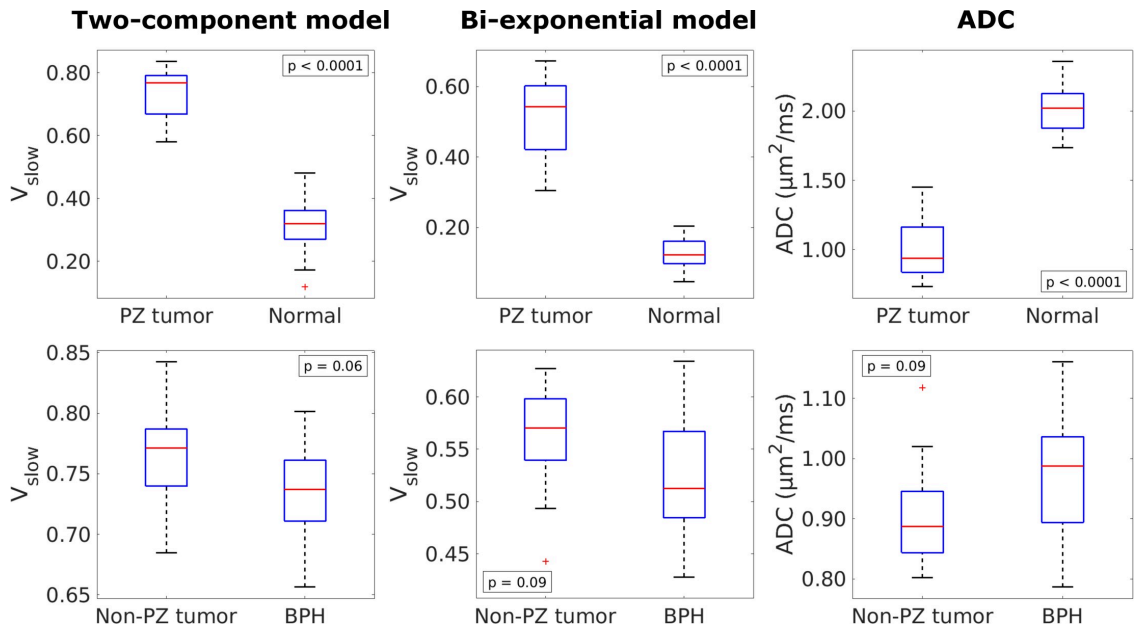 Two-component model
Bi-exponential model
ADC
p < 0.0001
0.80
0.60
0.40
0.20
V_slow
PZ tumor
Normal
p < 0.0001
0.60
0.40
0.20
V_slow
PZ tumor
Normal
p < 0.0001
2.00
1.50
1.00
ADC (µm²/ms)
PZ tumor
Normal
p = 0.06
0.85
0.80
0.75
0.70
0.65
V_slow
Non-PZ tumor
BPH
p = 0.09
0.60
0.55
0.50
0.45
V_slow
Non-PZ tumor
BPH
p = 0.09
1.10
1.00
0.90
0.80
ADC (µm²/ms)
Non-PZ tumor
BPH